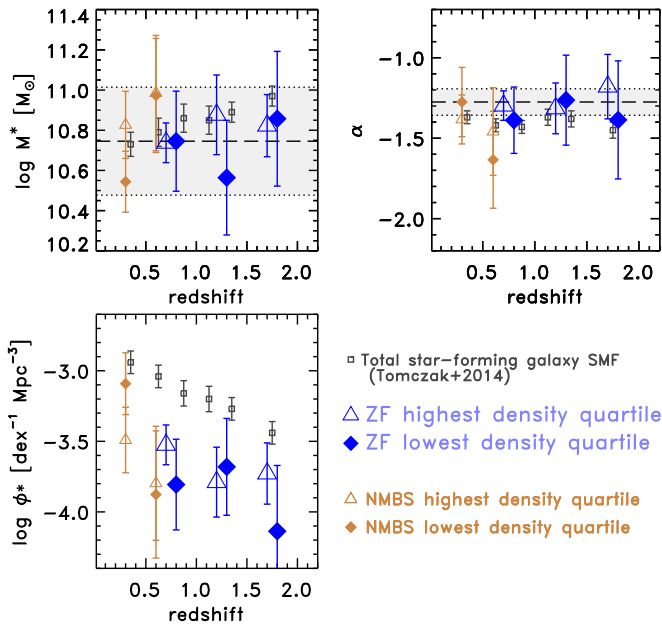 11.4
11.2
11.0
10.8
10.6
10.4
10.2
log M* [M⊙]
0.5 1.0 1.5 2.0
redshift
−1.0
−1.5
−2.0
α
0.5 1.0 1.5 2.0
redshift
−3.0
−3.5
−4.0
log ϕ* [dex⁻¹ Mpc⁻³]
0.5 1.0 1.5 2.0
redshift
Total star−forming galaxy SMF
(Tomczak+2014)
ZF highest density quartile
ZF lowest density quartile
NMBS highest density quartile
NMBS lowest density quartile